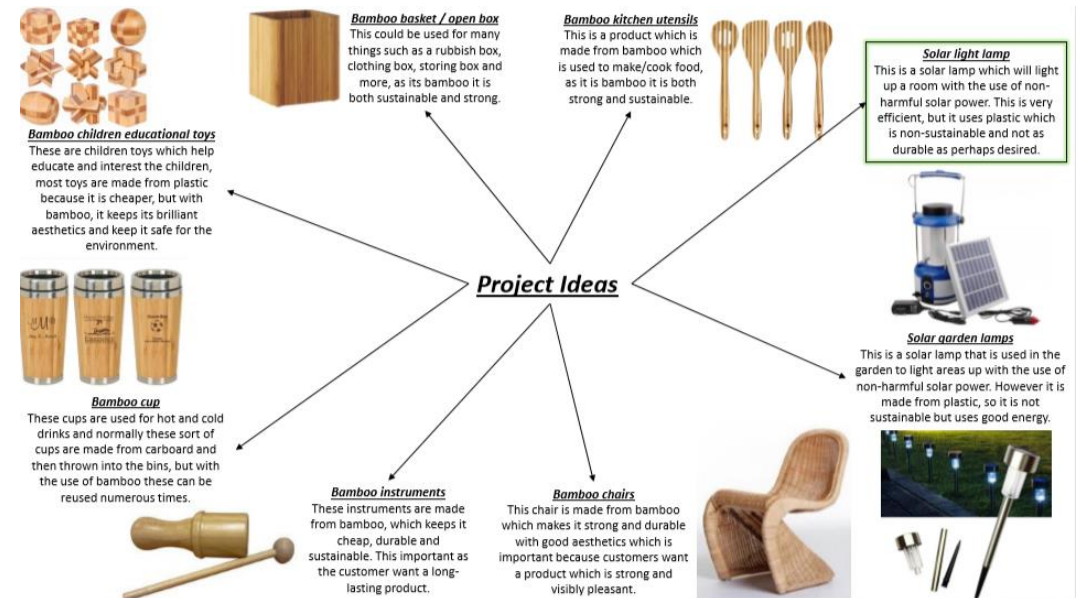 Bamboo basket / open box
This could be used for many
things such as a rubbish box,
clothing box, storing box and
more, as its bamboo it is
both sustainable and strong.
Bamboo kitchen utensils
This is a product which is
made from bamboo which
is used to make/cook food,
as it is bamboo it is both
strong and sustainable.
Solar light lamp
This is a solar lamp which will light
up a room with the use of non-
harmful solar power. This is very
efficient, but it uses plastic which
is non-sustainable and not as
durable as perhaps desired.
Bamboo children educational toys
These are children toys which help
educate and interest the children,
most toys are made from plastic
because it is cheaper, but with
bamboo, it keeps its brilliant
aesthetics and keep it safe for the
environment.
Project Ideas
Solar garden lamps
This is a solar lamp that is used in the
garden to light areas up with the use of
non-harmful solar power. However it is
made from plastic, so it is not
sustainable but uses good energy.
Bamboo cup
These cups are used for hot and cold
drinks and normally these sort of
cups are made from carboard and
then thrown into the bins, but with
the use of bamboo these can be
reused numerous times.
Bamboo instruments
These instruments are made
from bamboo, which keeps it
cheap, durable and
sustainable. This important as
the customer want a long-
lasting product.
Bamboo chairs
This chair is made from bamboo
which makes it strong and durable
with good aesthetics which is
important because customers want
a product which is strong and
visibly pleasant.